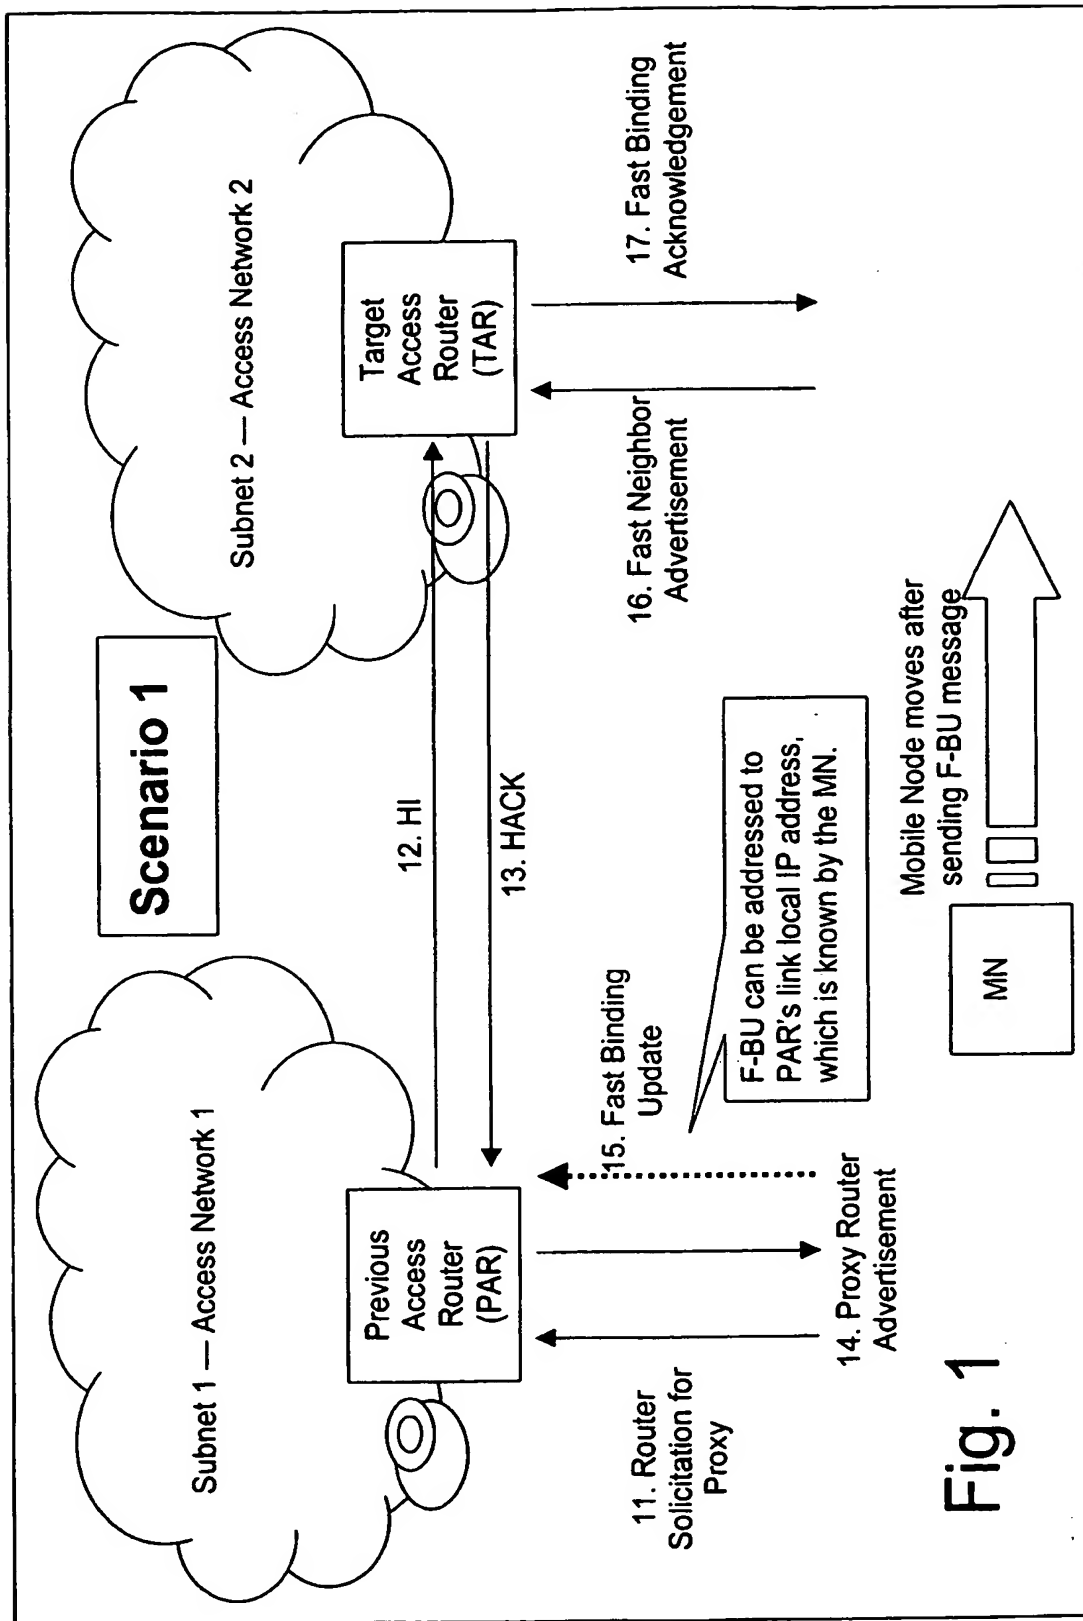 Scenario 1
Subnet 1 — Access Network 1
Subnet 2 — Access Network 2
Previous
Access
Router
(PAR)
Target
Access
Router
(TAR)
12. HI
13. HACK
11. Router
Solicitation for
Proxy
14. Proxy Router
Advertisement
15. Fast Binding
Update
16. Fast Neighbor
Advertisement
17. Fast Binding
Acknowledgement
F-BU can be addressed to
PAR's link local IP address,
which is known by the MN.
Mobile Node moves after
sending F-BU message
MN
Fig. 1